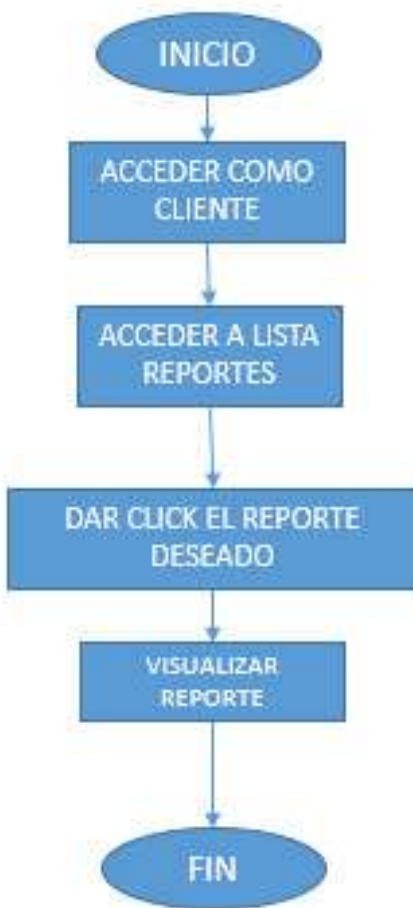 INICIO
ACCEDER COMO
CLIENTE
ACCEDER A LISTA
REPORTES
DAR CLICK EL REPORTE
DESEADO
VISUALIZAR
REPORTE
FIN